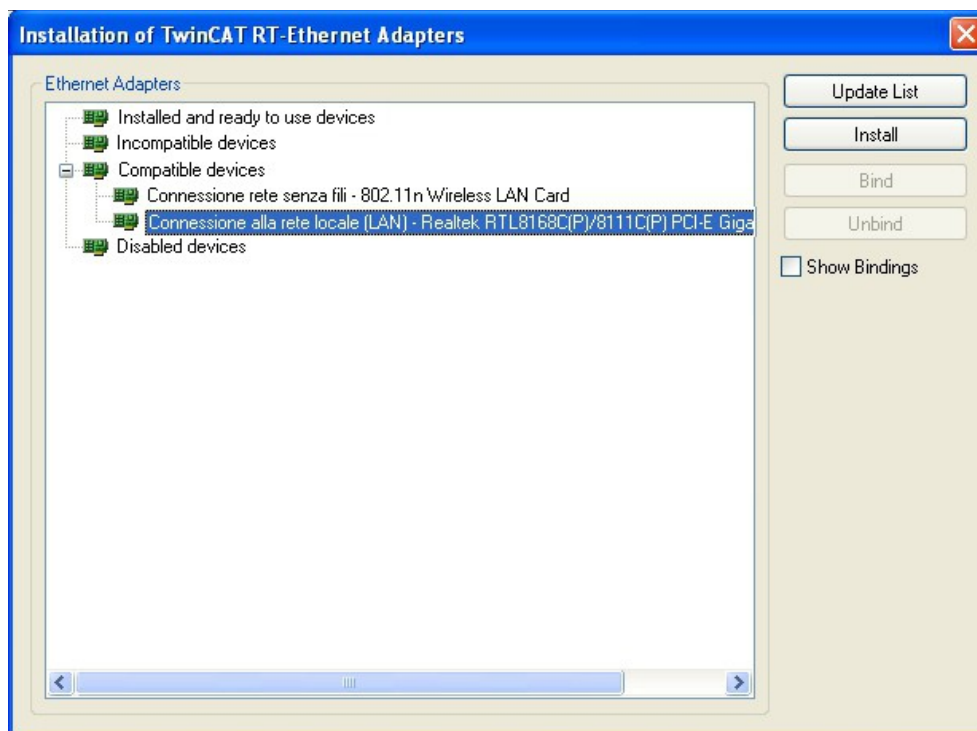 Installation of TwinCAT RT-Ethernet Adapters
Ethernet Adapters
Installed and ready to use devices
Incompatible devices
Compatible devices
Connessione rete senza fili - 802.11n Wireless LAN Card
Connessione alla rete locale (LAN) - Realtek RTL8168C(P)/8111C(P) PCI-E Giga
Disabled devices
Update List
Install
Bind
Unbind
Show Bindings